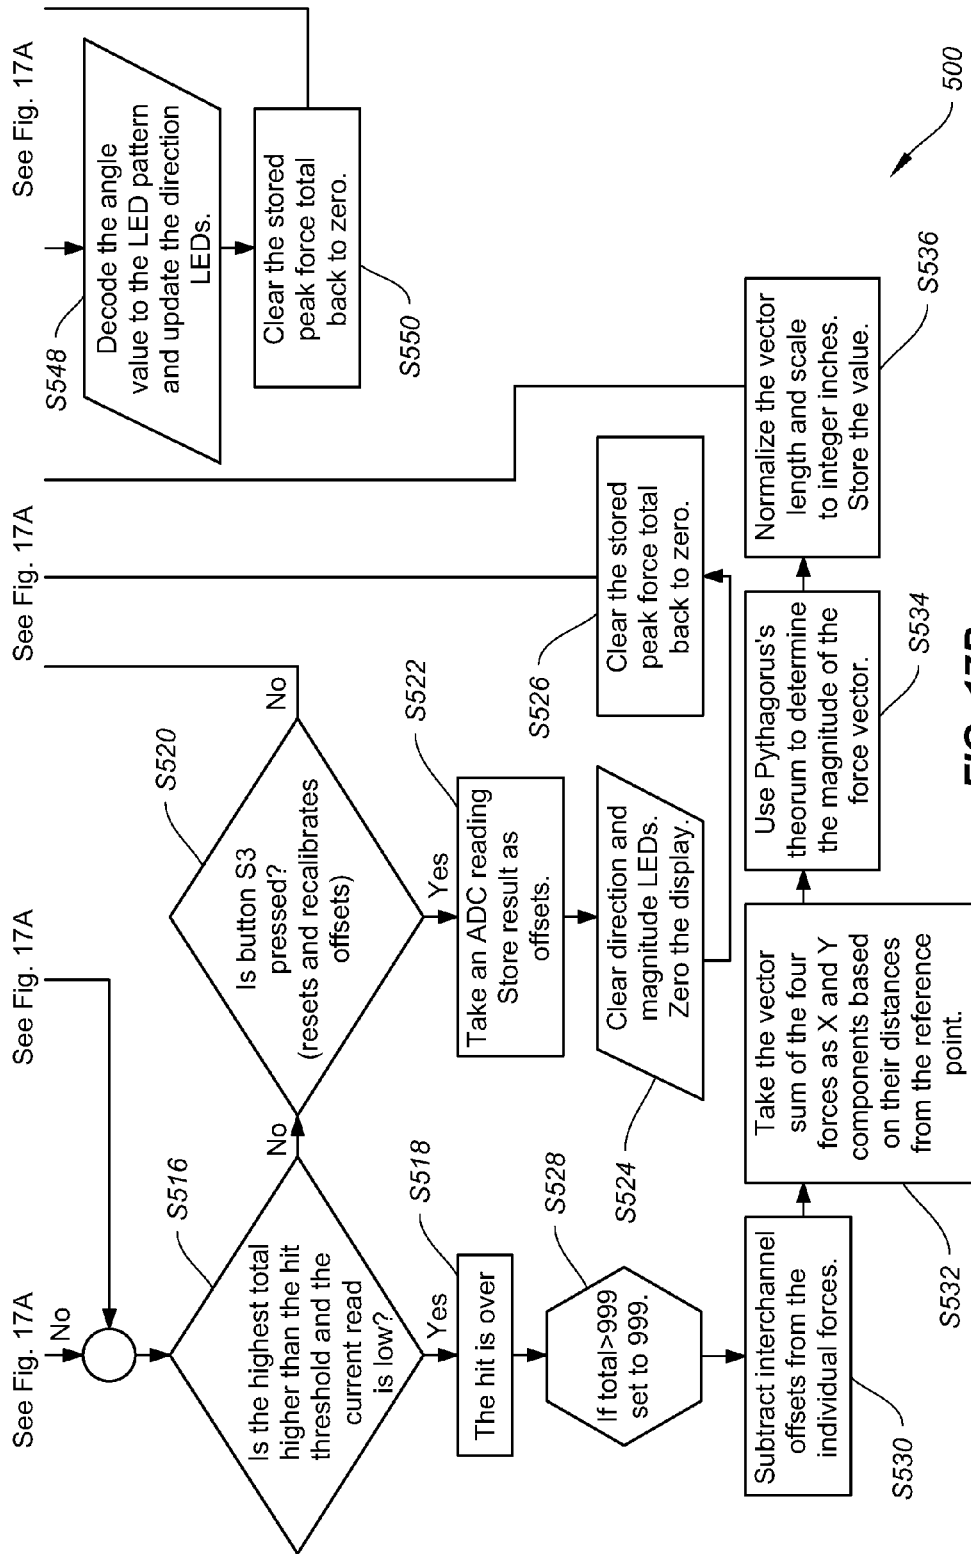 See Fig. 17A
See Fig. 17A
See Fig. 17A
See Fig. 17A
No
S516
Is the highest total
higher than the hit
threshold and the
current read
is low?
No
Yes
S518
The hit is over
S528
If total>999
set to 999.
S520
Is button S3
pressed?
(resets and recalibrates
offsets)
No
Yes
S522
Take an ADC reading
Store result as
offsets.
S524
Clear direction and
magnitude LEDs.
Zero the display.
S526
Clear the stored
peak force total
back to zero.
S548
Decode the angle
value to the LED pattern
and update the direction
LEDs.
S550
Clear the stored
peak force total
back to zero.
S530
Subtract interchannel
offsets from the
individual forces.
S532
Take the vector
sum of the four
forces as X and Y
components based
on their distances
from the reference
point.
S534
Use Pythagorus's
theorum to determine
the magnitude of the
force vector.
S536
Normalize the vector
length and scale
to integer inches.
Store the value.
500